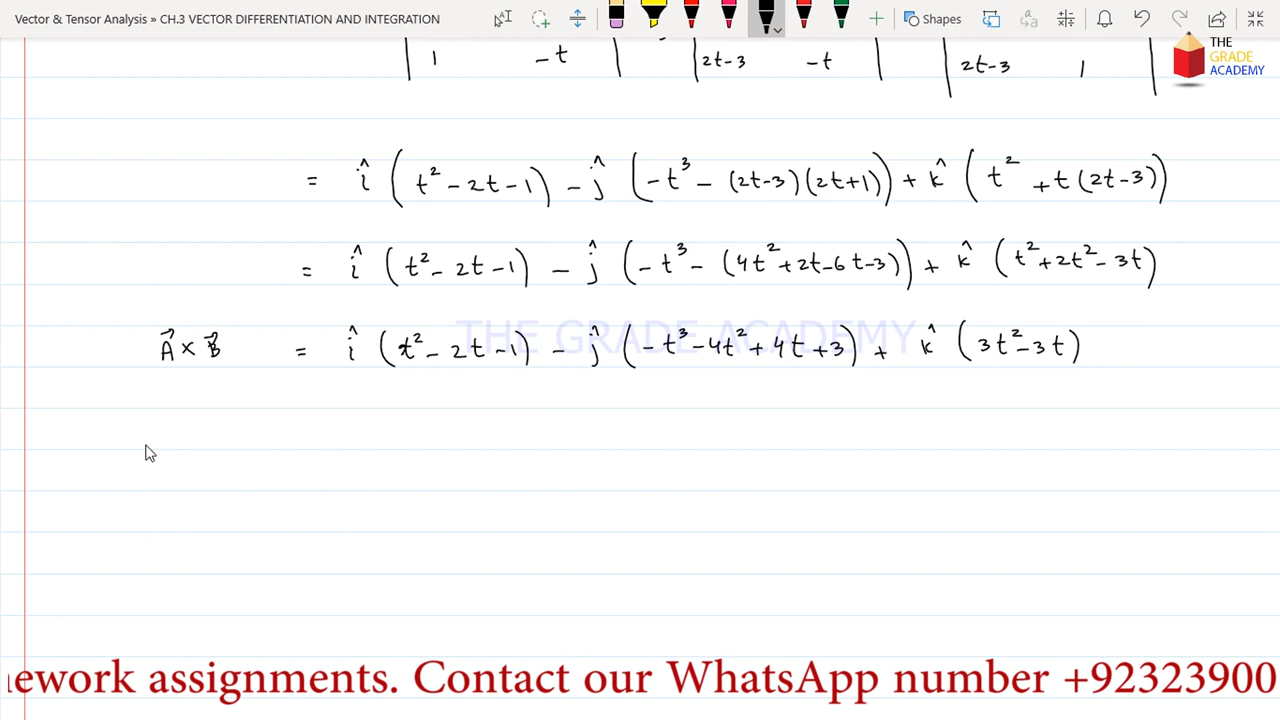 Vector & Tensor Analysis » CH.3 VECTOR DIFFERENTIATION AND INTEGRATION
Shapes
THE
GRADE
ACADEMY
| 1 -t | |2t-3 -t | |2t-3 1 |
= î (t² - 2t - 1) - ĵ (-t³ - (2t-3)(2t+1)) + k̂ (t² + t(2t-3))
= î (t² - 2t - 1) - ĵ (-t³ - (4t² + 2t - 6t - 3)) + k̂ (t² + 2t² - 3t)
A⃗ × B⃗ = î (t² - 2t - 1) - ĵ (-t³ - 4t² + 4t + 3) + k̂ (3t² - 3t)
THE GRADE ACADEMY
ework assignments. Contact our WhatsApp number +92323900